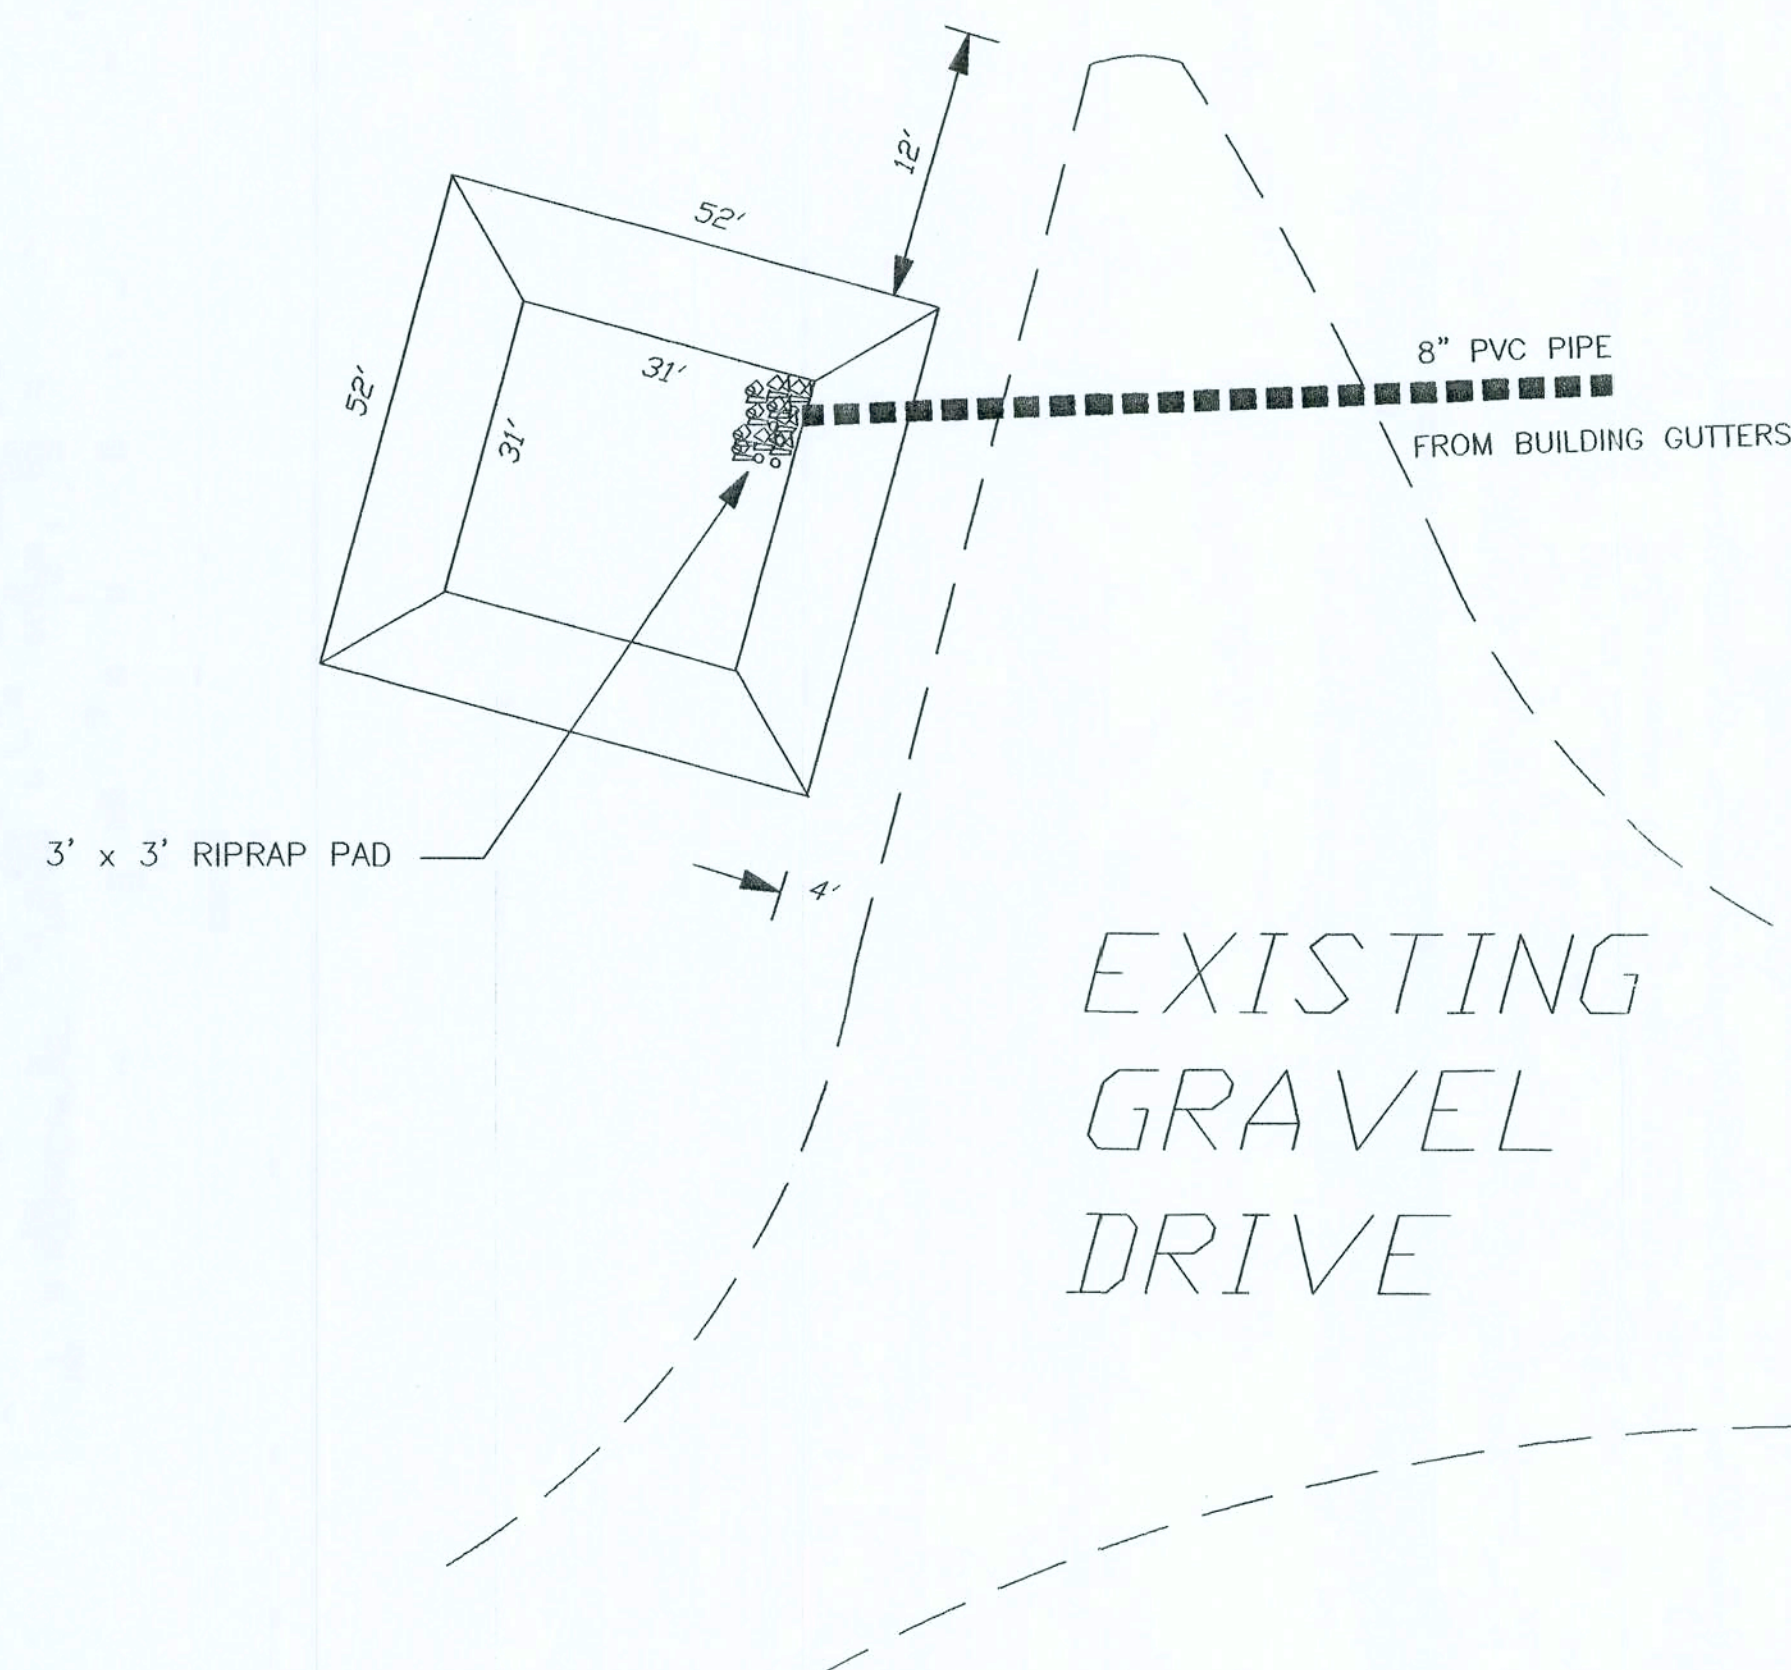 12'
52'
52'
31'
31'
8" PVC PIPE
FROM BUILDING GUTTERS
3' x 3' RIPRAP PAD
4'
EXISTING
GRAVEL
DRIVE